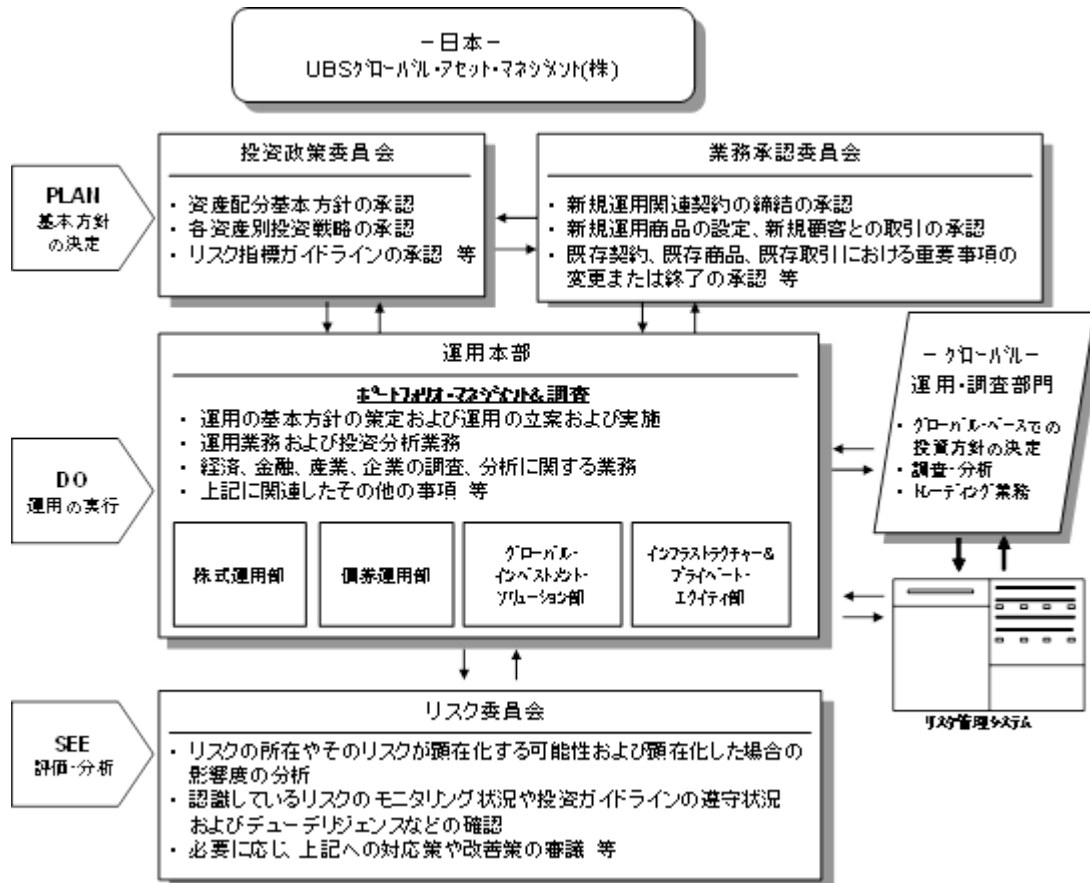 －日本－
UBSｸﾞﾛｰﾊﾞﾙ･ｱｾｯﾄ･ﾏﾈｼﾞﾒﾝﾄ(株)
投資政策委員会
・ 資産配分基本方針の承認
・ 各資産別投資戦略の承認
・ リスク指標ガイドラインの承認 等
業務承認委員会
・ 新規運用関連契約の締結の承認
・ 新規運用商品の設定、新規顧客との取引の承認
・ 既存契約、既存商品、既存取引における重要事項の
変更または終了の承認 等
PLAN
基本方針
の決定
運用本部
ﾎﾟｰﾄﾌｫﾘｵ･ﾏﾈｼﾞﾒﾝﾄ&調査
・ 運用の基本方針の策定および運用の立案および実施
・ 運用業務および投資分析業務
・ 経済、金融、産業、企業の調査、分析に関する業務
・ 上記に関連したその他の事項 等
DO
運用の実行
株式運用部
債券運用部
ｸﾞﾛｰﾊﾞﾙ･
ｲﾝﾍﾞｽﾄﾒﾝﾄ･
ｿﾘｭｰｼｮﾝ部
ｲﾝﾌﾗｽﾄﾗｸﾁｬｰ&
ﾌﾟﾗｲﾍﾞｰﾄ･
ｴｸｲﾃｨ部
－ｸﾞﾛｰﾊﾞﾙ－
運用・調査部門
・ ｸﾞﾛｰﾊﾞﾙ･ﾍﾞｰｽでの
投資方針の決定
・ 調査・分析
・ ﾄﾚｰﾃﾞｨﾝｸﾞ業務
ﾘｽｸ管理ｼｽﾃﾑ
SEE
評価・分析
リスク委員会
・ リスクの所在やそのリスクが顕在化する可能性および顕在化した場合の
影響度の分析
・ 認識しているリスクのモニタリング状況や投資ガイドラインの遵守状況
およびデューデリジェンスなどの確認
・ 必要に応じ、上記への対応策や改善策の審議 等